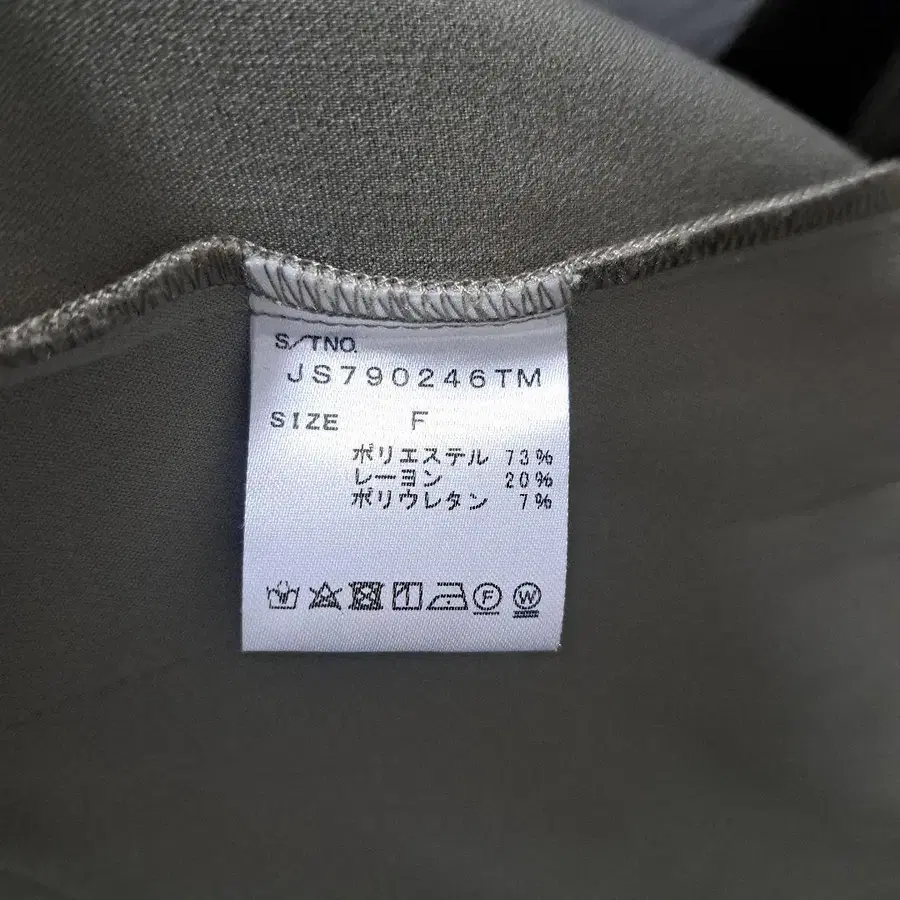 S/TNO.
JS790246TM
SIZE F
ポリエステル 73%
レーヨン 20%
ポリウレタン 7%
F W